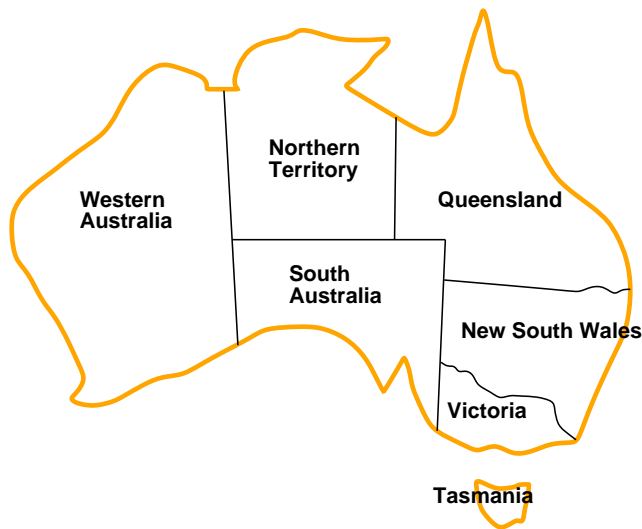 Northern
Territory
Western
Australia
Queensland
South
Australia
New South Wales
Victoria
Tasmania